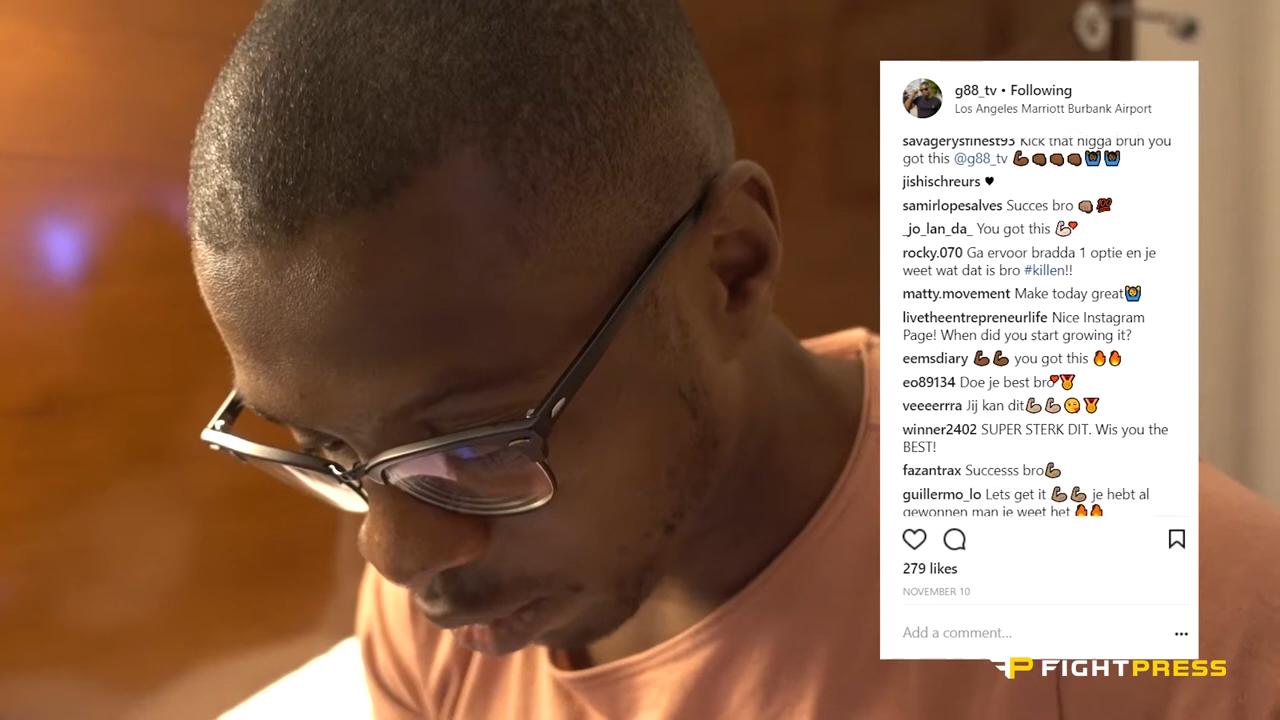 g88_tv • Following
Los Angeles Marriott Burbank Airport
savagerysfinest93 Kick that nigga brun you
got this @g88_tv
jishischreurs
samirlopesalves Succes bro
_jo_lan_da_ You got this
rocky.070 Ga ervoor bradda 1 optie en je
weet wat dat is bro #killen!!
matty.movement Make today great
livetheentrepreneurlife Nice Instagram
Page! When did you start growing it?
eemsdiary you got this
eo89134 Doe je best bro
veeeerrra Jij kan dit
winner2402 SUPER STERK DIT. Wis you the
BEST!
fazantrax Successs bro
guillermo_lo Lets get it je hebt al
gewonnen man je weet het
279 likes
NOVEMBER 10
Add a comment...
FIGHTPRESS